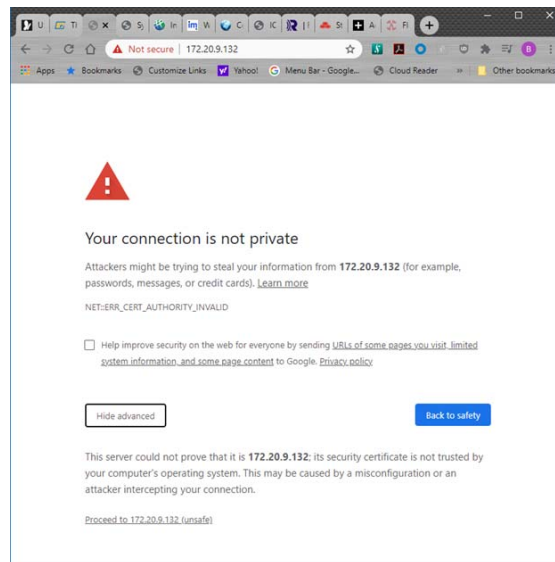 Not secure | 172.20.9.132
Apps Bookmarks Customize Links Yahoo! Menu Bar - Google... Cloud Reader » Other bookmarks
Your connection is not private
Attackers might be trying to steal your information from 172.20.9.132 (for example,
passwords, messages, or credit cards). Learn more
NET::ERR_CERT_AUTHORITY_INVALID
Help improve security on the web for everyone by sending URLs of some pages you visit, limited
system information, and some page content to Google. Privacy policy
Hide advanced Back to safety
This server could not prove that it is 172.20.9.132; its security certificate is not trusted by
your computer's operating system. This may be caused by a misconfiguration or an
attacker intercepting your connection.
Proceed to 172.20.9.132 (unsafe)